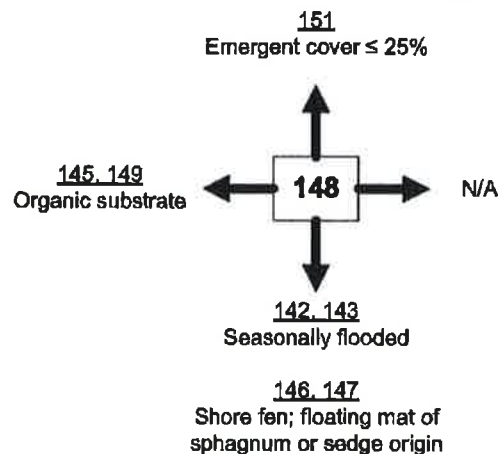 151
Emergent cover ≤ 25%
145, 149
Organic substrate
148
N/A
142, 143
Seasonally flooded
146, 147
Shore fen; floating mat of
sphagnum or sedge origin